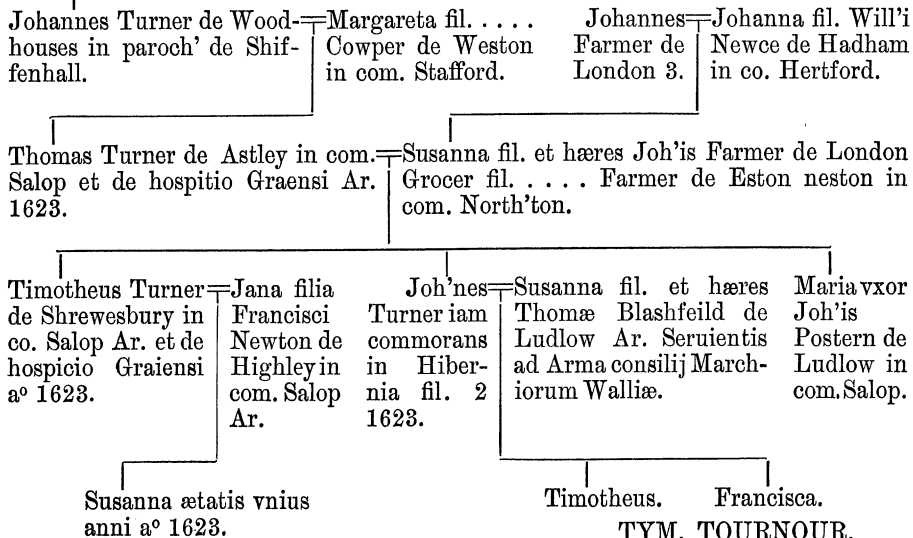 Johannes Turner de Wood-
houses in paroch' de Shif-
fenhall.
Margareta fil. . . . . .
Cowper de Weston
in com. Stafford.
Johannes
Farmer de
London 3.
Johanna fil. Will'i
Newce de Hadham
in co. Hertford.
Thomas Turner de Astley in com.
Salop et de hospitio Graensi Ar.
1623.
Susanna fil. et hæres Joh'is Farmer de London
Grocer fil. . . . . . Farmer de Eston neston in
com. North'ton.
Timotheus Turner
de Shrewesbury in
co. Salop Ar. et de
hospicio Graiensi
aº 1623.
Jana filia
Francisci
Newton de
Highley in
com. Salop
Ar.
Joh'nes
Turner iam
commorans
in Hiber-
nia fil. 2
1623.
Susanna fil. et hæres
Thomæ Blashfeild de
Ludlow Ar. Seruientis
ad Arma consilij March-
iorum Walliæ.
Maria vxor
Joh'is
Postern de
Ludlow in
com. Salop.
Susanna ætatis vnius
anni aº 1623.
Timotheus. Francisca.
TYM. TOURNOUR.